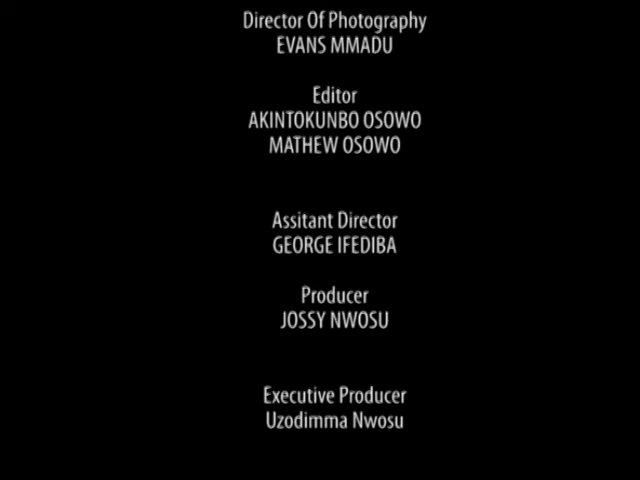 Director Of Photography
EVANS MMADU
Editor
AKINTOKUNBO OSOWO
MATHEW OSOWO
Assitant Director
GEORGE IFEDIBA
Producer
JOSSY NWOSU
Executive Producer
Uzodimma Nwosu